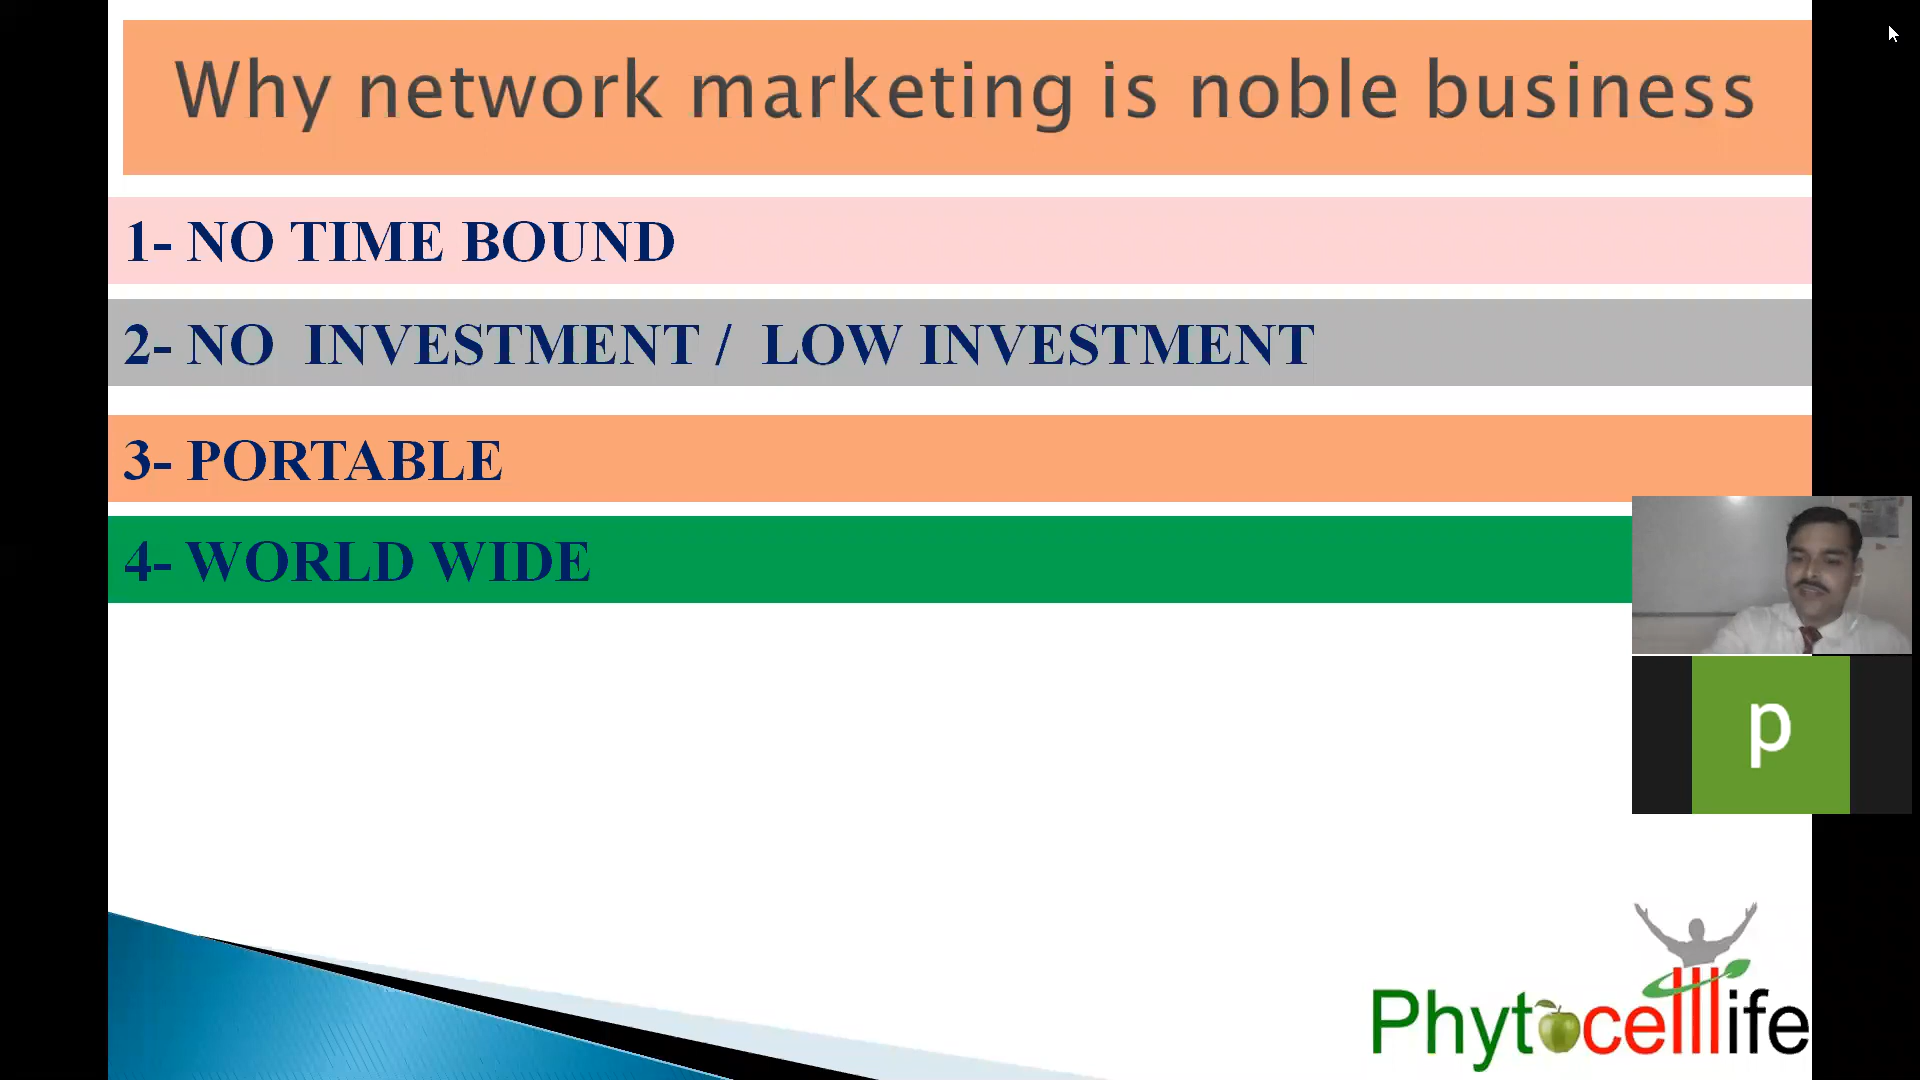 Why network marketing is noble business
1- NO TIME BOUND
2- NO INVESTMENT / LOW INVESTMENT
3- PORTABLE
4- WORLD WIDE
p
Phytocelllife